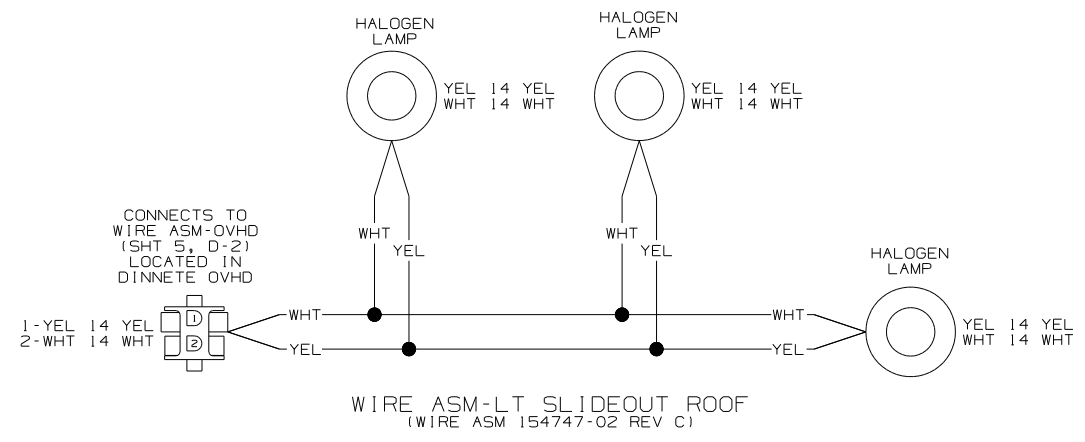 HALOGEN
LAMP
HALOGEN
LAMP
YEL 14 YEL
WHT 14 WHT
YEL 14 YEL
WHT 14 WHT
CONNECTS TO
WIRE ASM-OVHD
(SHT 5, D-2)
LOCATED IN
DINNETE OVHD
WHT
YEL
WHT
YEL
HALOGEN
LAMP
1-YEL 14 YEL
2-WHT 14 WHT
1
2
WHT
YEL
WHT
YEL
YEL 14 YEL
WHT 14 WHT
WIRE ASM-LT SLIDEOUT ROOF
(WIRE ASM 154747-02 REV C)